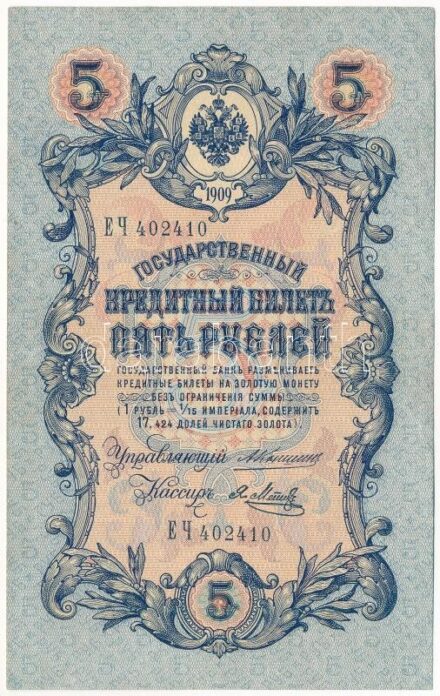 5 5
1909
ЕЧ 402410
ГОСУДАРСТВЕННЫЙ
КРЕДИТНЫЙ БИЛЕТЪ
ПЯТЬ РУБЛЕЙ
ГОСУДАРСТВЕННЫЙ БАНКЪ РАЗМѢНИВАЕТЪ
КРЕДИТНЫЕ БИЛЕТЫ НА ЗОЛОТУЮ МОНЕТУ
БЕЗЪ ОГРАНИЧЕНІЯ СУММЫ
(1 РУБЛЬ = 1/15 ИМПЕРІАЛА, СОДЕРЖИТЪ
17,424 ДОЛЕЙ ЧИСТАГО ЗОЛОТА).
Управляющій
Кассиръ
ЕЧ 402410
5